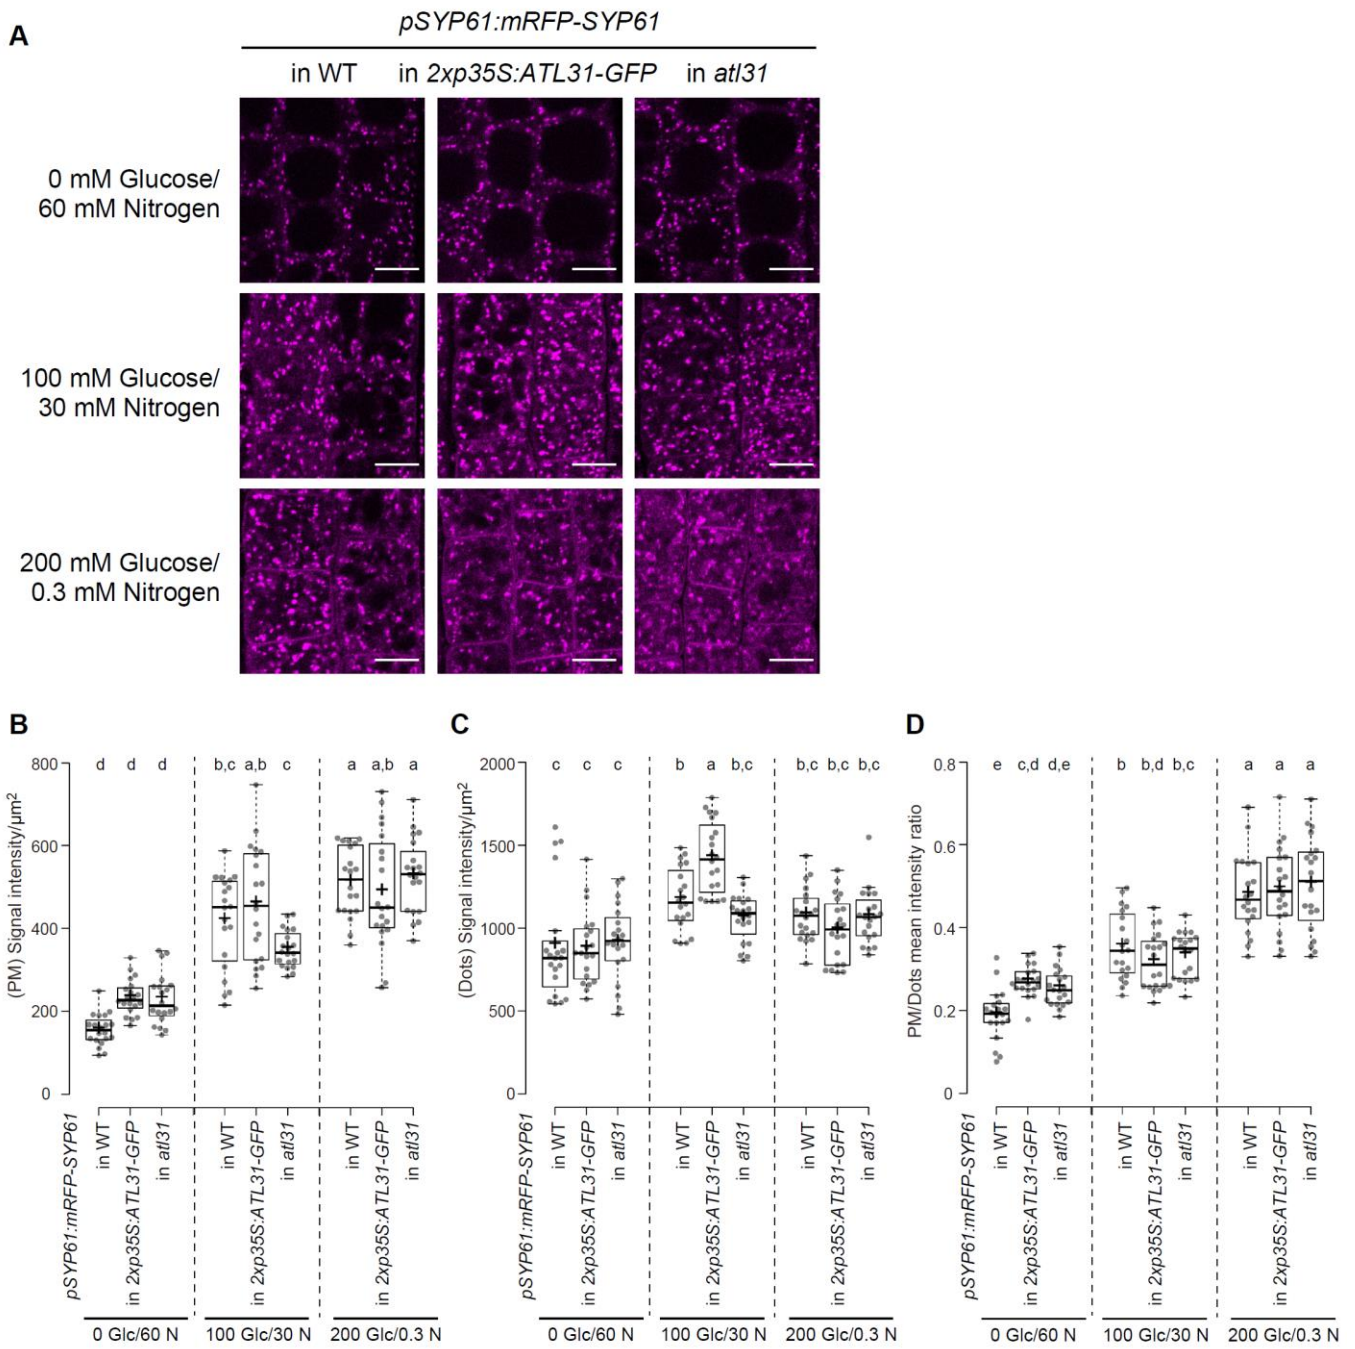 A
pSYP61:mRFP-SYP61
in WT
in 2xp35S:ATL31-GFP
in atl31
0 mM Glucose/
60 mM Nitrogen
100 mM Glucose/
30 mM Nitrogen
200 mM Glucose/
0.3 mM Nitrogen
B
(PM) Signal intensity/µm²
800
600
400
200
0
d d d b,c a,b c a a,b a
pSYP61:mRFP-SYP61
in WT
in 2xp35S:ATL31-GFP
in atl31
in WT
in 2xp35S:ATL31-GFP
in atl31
in WT
in 2xp35S:ATL31-GFP
in atl31
0 Glc/60 N
100 Glc/30 N
200 Glc/0.3 N
C
(Dots) Signal intensity/µm²
2000
1500
1000
500
0
c c c b a b,c b,c b,c b,c
pSYP61:mRFP-SYP61
in WT
in 2xp35S:ATL31-GFP
in atl31
in WT
in 2xp35S:ATL31-GFP
in atl31
in WT
in 2xp35S:ATL31-GFP
in atl31
0 Glc/60 N
100 Glc/30 N
200 Glc/0.3 N
D
PM/Dots mean intensity ratio
0.8
0.6
0.4
0.2
0
e c,d d,e b b,d b,c a a a
pSYP61:mRFP-SYP61
in WT
in 2xp35S:ATL31-GFP
in atl31
in WT
in 2xp35S:ATL31-GFP
in atl31
in WT
in 2xp35S:ATL31-GFP
in atl31
0 Glc/60 N
100 Glc/30 N
200 Glc/0.3 N